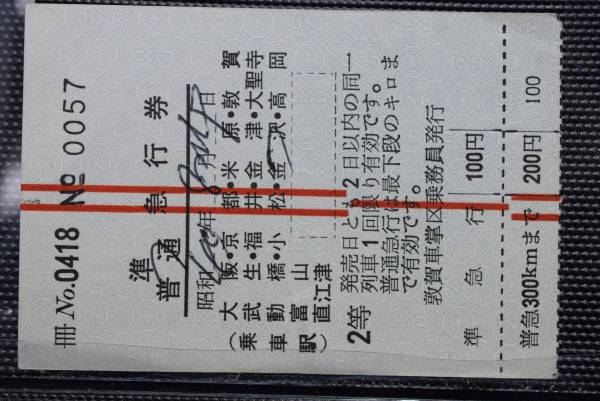 冊 No.0418 No 0057
準
普通 急行券
昭和 年 月 日
大阪・京都・米原・敦賀
武生・福井・金津・大聖寺
動橋・小松・金沢・高岡
富山
直江津
(乗車駅)
2等 発売日とも2日以内の同一
列車1回限り有効です。
普通急行は最下段のキロま
で有効です。
敦賀車掌区乗務員発行
準急行 100円
普急300kmまで 200円 100